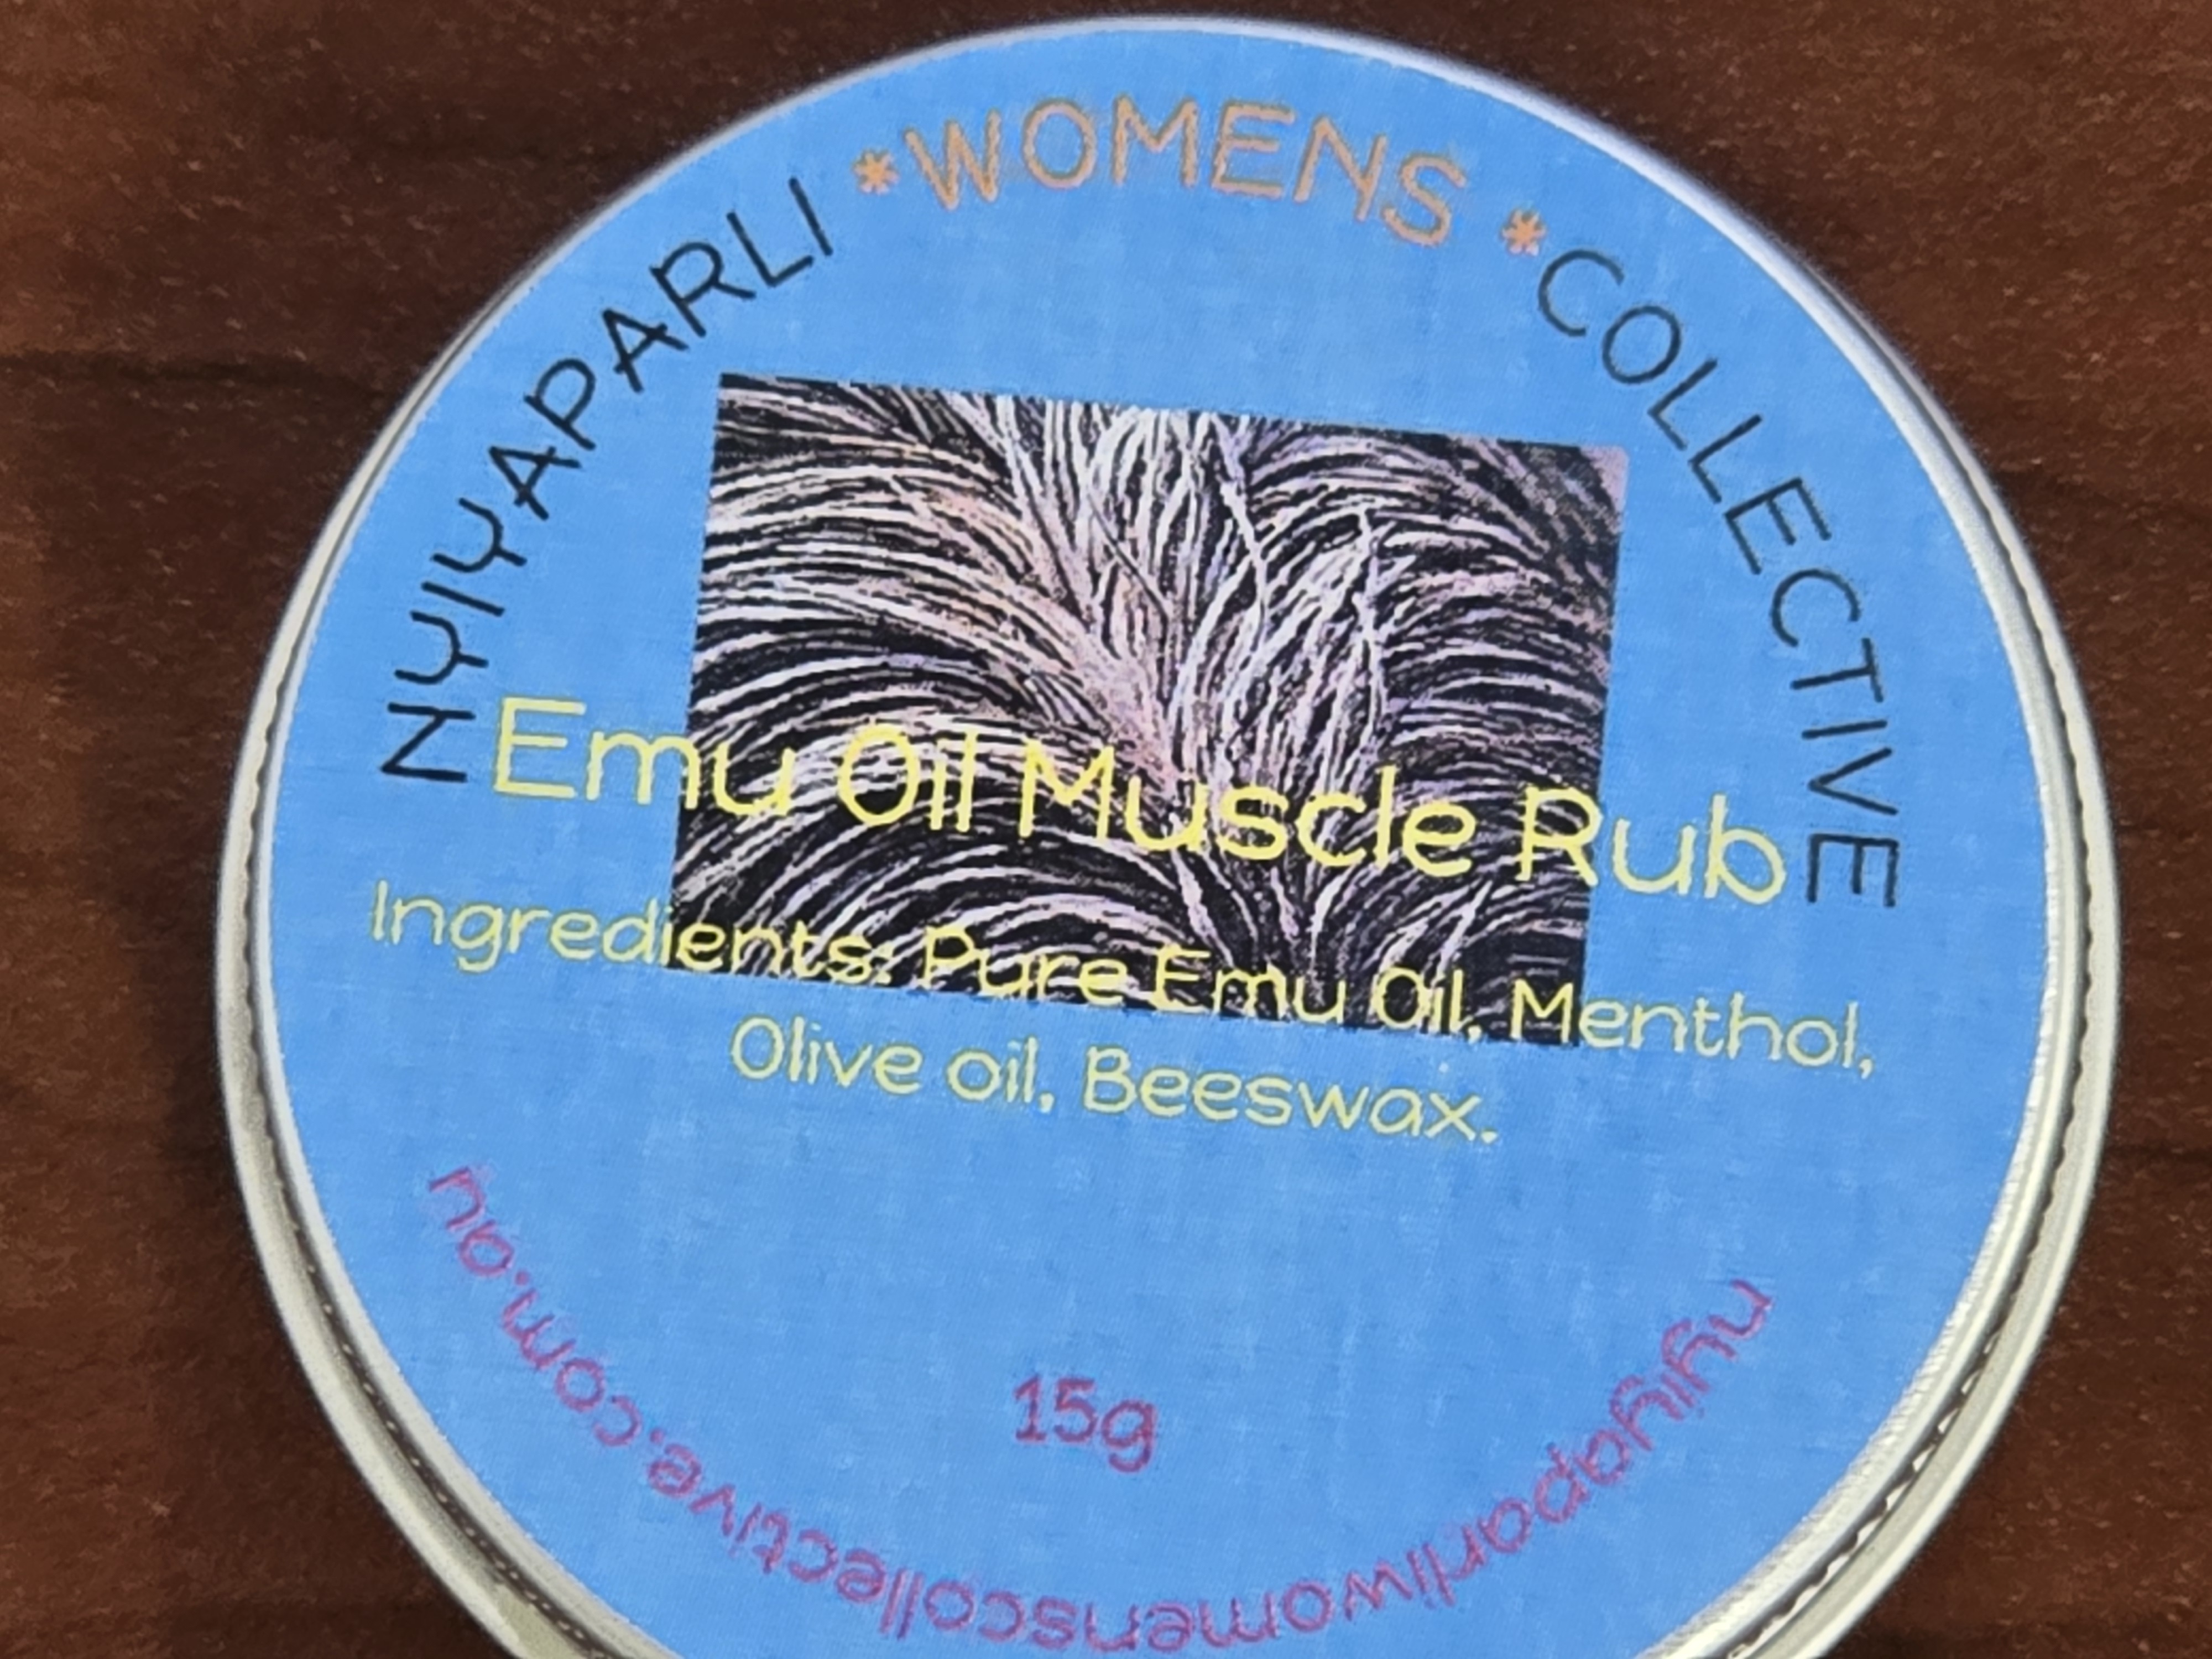 NYIYAPARLI *WOMENS *COLLECTIVE
Emu Oil Muscle Rub
Ingredients: Pure Emu Oil, Menthol,
Olive oil, Beeswax.
15g
nyiyaparliwomenscollective.com.au